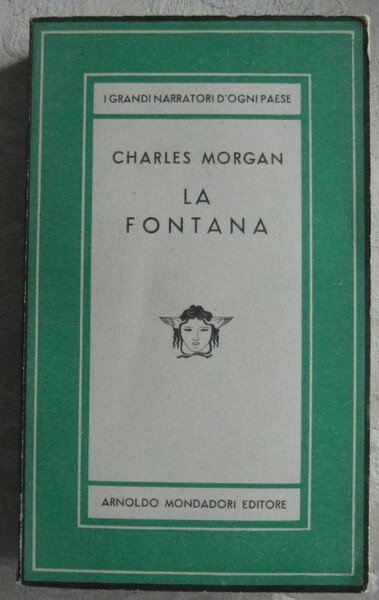 I GRANDI NARRATORI D'OGNI PAESE
CHARLES MORGAN
LA
FONTANA
ARNOLDO MONDADORI EDITORE